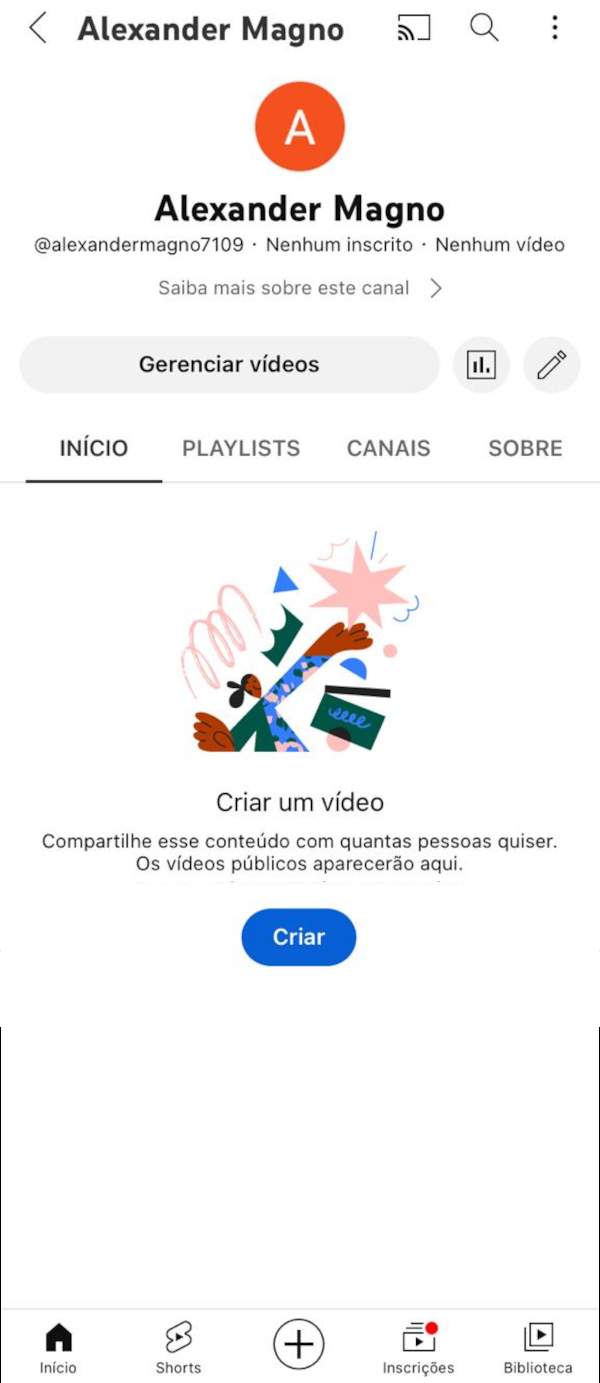 Alexander Magno
A
Alexander Magno
@alexandermagno7109 · Nenhum inscrito · Nenhum vídeo
Saiba mais sobre este canal
Gerenciar vídeos
INÍCIO PLAYLISTS CANAIS SOBRE
Criar um vídeo
Compartilhe esse conteúdo com quantas pessoas quiser.
Os vídeos públicos aparecerão aqui.
Criar
Início Shorts Inscrições Biblioteca